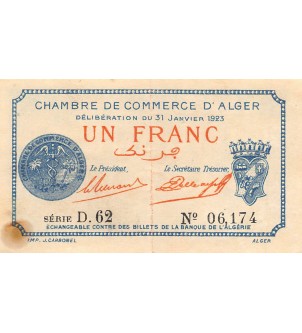 CHAMBRE DE COMMERCE D'ALGER
DÉLIBÉRATION DU 31 JANVIER 1923
UN FRANC
Le Président,
Le Secrétaire Trésorier,
SÉRIE D.62
Nº 06,174
ÉCHANGEABLE CONTRE DES BILLETS DE LA BANQUE DE L'ALGÉRIE
IMP. J. CARBONEL
ALGER